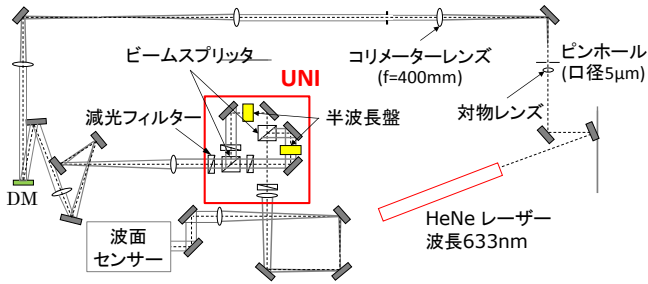 ビームスプリッタ
コリメーターレンズ
(f=400mm)
ピンホール
(口径5μm)
UNI
減光フィルター
半波長盤
対物レンズ
DM
波面
センサー
HeNe レーザー
波長633nm